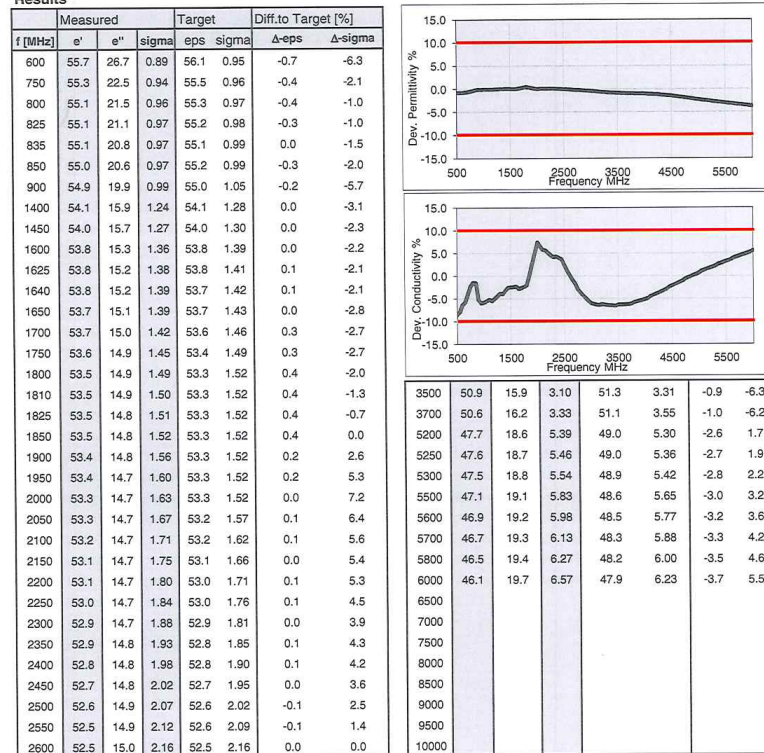 Results
Measured Target Diff.to Target [%]
f [MHz] e' e" sigma eps sigma Δ-eps Δ-sigma
600 55.7 26.7 0.89 56.1 0.95 -0.7 -6.3
750 55.3 22.5 0.94 55.5 0.96 -0.4 -2.1
800 55.1 21.5 0.96 55.3 0.97 -0.4 -1.0
825 55.1 21.1 0.97 55.2 0.98 -0.3 -1.0
835 55.1 20.8 0.97 55.1 0.99 0.0 -1.5
850 55.0 20.6 0.97 55.2 0.99 -0.3 -2.0
900 54.9 19.9 0.99 55.0 1.05 -0.2 -5.7
1400 54.1 15.9 1.24 54.1 1.28 0.0 -3.1
1450 54.0 15.7 1.27 54.0 1.30 0.0 -2.3
1600 53.8 15.3 1.36 53.8 1.39 0.0 -2.2
1625 53.8 15.2 1.38 53.8 1.41 0.1 -2.1
1640 53.8 15.2 1.39 53.7 1.42 0.1 -2.1
1650 53.7 15.1 1.39 53.7 1.43 0.0 -2.8
1700 53.7 15.0 1.42 53.6 1.46 0.3 -2.7
1750 53.6 14.9 1.45 53.4 1.49 0.3 -2.7
1800 53.5 14.9 1.49 53.3 1.52 0.4 -2.0
1810 53.5 14.9 1.50 53.3 1.52 0.4 -1.3
1825 53.5 14.8 1.51 53.3 1.52 0.4 -0.7
1850 53.5 14.8 1.52 53.3 1.52 0.4 0.0
1900 53.4 14.8 1.56 53.3 1.52 0.2 2.6
1950 53.4 14.7 1.60 53.3 1.52 0.2 5.3
2000 53.3 14.7 1.63 53.3 1.52 0.0 7.2
2050 53.3 14.7 1.67 53.2 1.57 0.1 6.4
2100 53.2 14.7 1.71 53.2 1.62 0.1 5.6
2150 53.1 14.7 1.75 53.1 1.66 0.0 5.4
2200 53.1 14.7 1.80 53.0 1.71 0.1 5.3
2250 53.0 14.7 1.84 53.0 1.76 0.1 4.5
2300 52.9 14.7 1.88 52.9 1.81 0.0 3.9
2350 52.9 14.8 1.93 52.8 1.85 0.1 4.3
2400 52.8 14.8 1.98 52.8 1.90 0.1 4.2
2450 52.7 14.8 2.02 52.7 1.95 0.0 3.6
2500 52.6 14.9 2.07 52.6 2.02 -0.1 2.5
2550 52.5 14.9 2.12 52.6 2.09 -0.1 1.4
2600 52.5 15.0 2.16 52.5 2.16 0.0 0.0
Dev. Permittivity %
15.0
10.0
5.0
0.0
-5.0
-10.0
-15.0
500 1500 2500 3500 4500 5500
Frequency MHz
Dev. Conductivity %
15.0
10.0
5.0
0.0
-5.0
-10.0
-15.0
500 1500 2500 3500 4500 5500
Frequency MHz
3500 50.9 15.9 3.10 51.3 3.31 -0.9 -6.3
3700 50.6 16.2 3.33 51.1 3.55 -1.0 -6.2
5200 47.7 18.6 5.39 49.0 5.30 -2.6 1.7
5250 47.6 18.7 5.46 49.0 5.36 -2.7 1.9
5300 47.5 18.8 5.54 48.9 5.42 -2.8 2.2
5500 47.1 19.1 5.83 48.6 5.65 -3.0 3.2
5600 46.9 19.2 5.98 48.5 5.77 -3.2 3.6
5700 46.7 19.3 6.13 48.3 5.88 -3.3 4.2
5800 46.5 19.4 6.27 48.2 6.00 -3.5 4.6
6000 46.1 19.7 6.57 47.9 6.23 -3.7 5.5
6500
7000
7500
8000
8500
9000
9500
10000